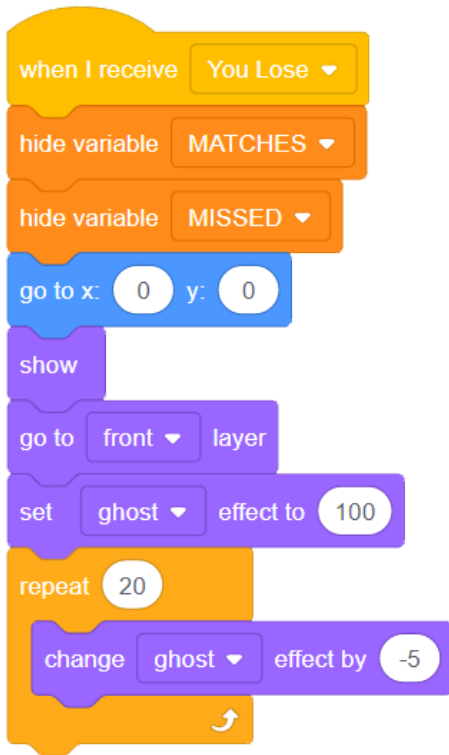 when I receive You Lose
hide variable MATCHES
hide variable MISSED
go to x: 0 y: 0
show
go to front layer
set ghost effect to 100
repeat 20
change ghost effect by -5